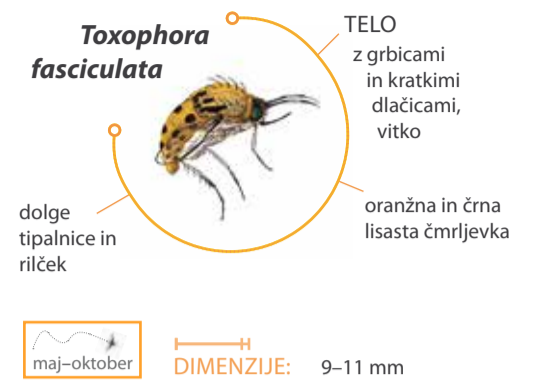 Toxophora
fasciculata
TELO
z grbicami
in kratkimi
dlačicami,
vitko
oranžna in črna
lisasta čmrljevka
dolge
tipalnice in
rilček
maj–oktober
DIMENZIJE: 9–11 mm